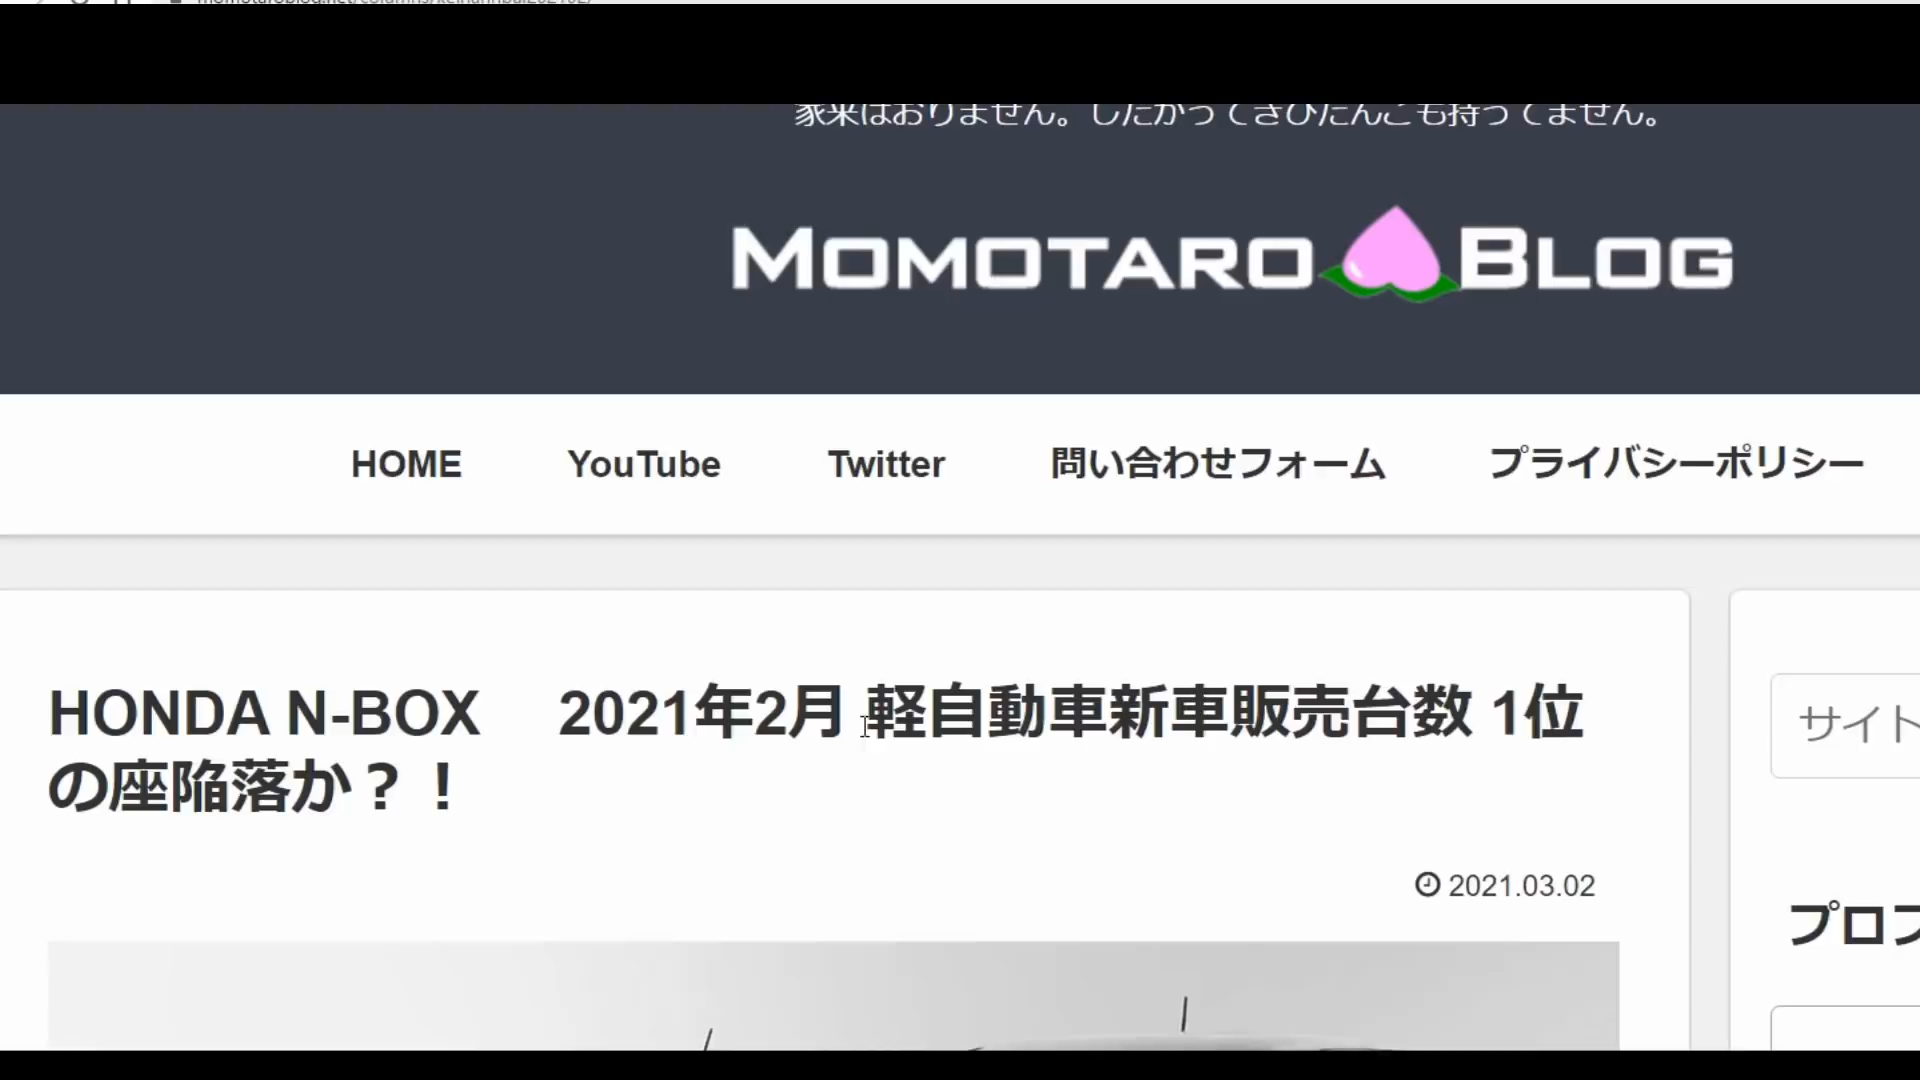 家来はおりません。したがってきびだんごも持ってません。
MOMOTARO BLOG
HOME YouTube Twitter 問い合わせフォーム プライバシーポリシー
HONDA N-BOX 2021年2月 軽自動車新車販売台数 1位
の座陥落か？！
サイト
2021.03.02
プロフ